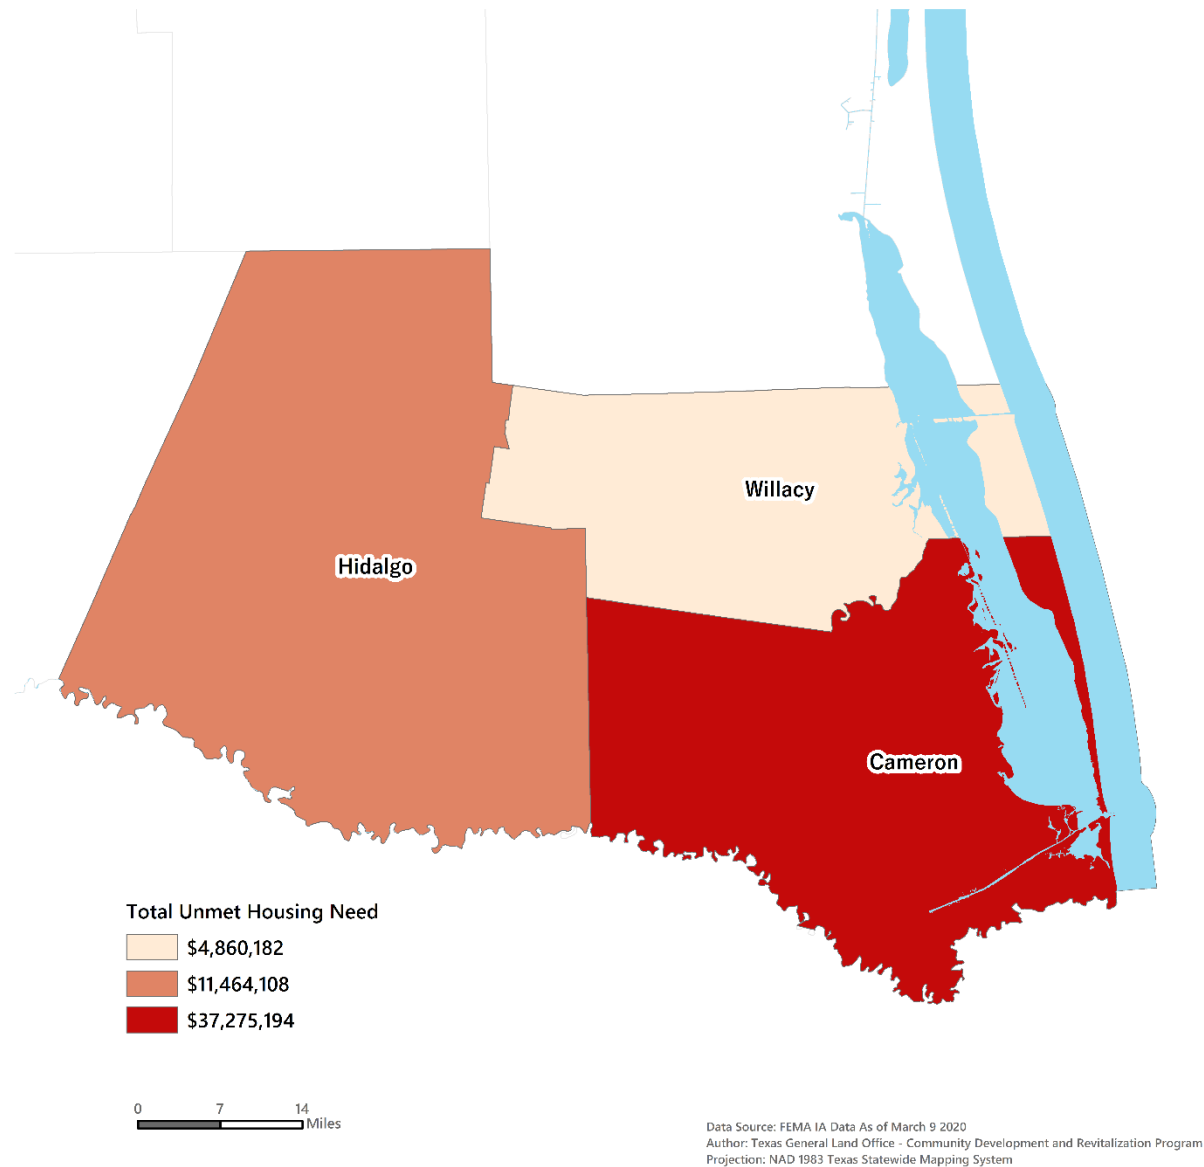 Willacy
Hidalgo
Cameron
Total Unmet Housing Need
$4,860,182
$11,464,108
$37,275,194
0 7 14
Miles
Data Source: FEMA IA Data As of March 9 2020
Author: Texas General Land Office - Community Development and Revitalization Program
Projection: NAD 1983 Texas Statewide Mapping System